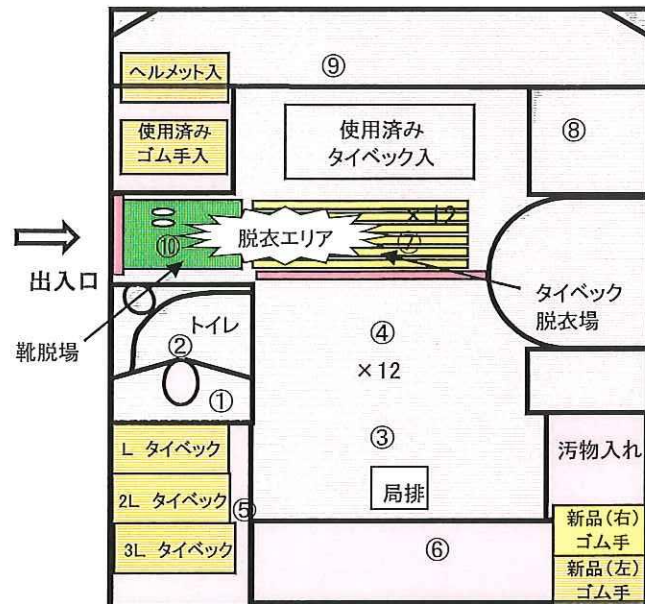 ⑨
ヘルメット入
使用済み
ゴム手入
使用済み
タイベック入
⑧
×12
脱衣エリア
⑩
⑦
出入口
靴脱場
タイベック
脱衣場
トイレ
②
①
④
×12
③
局排
L タイベック
2L タイベック
3L タイベック
⑤
⑥
汚物入れ
新品(右)
ゴム手
新品(左)
ゴム手